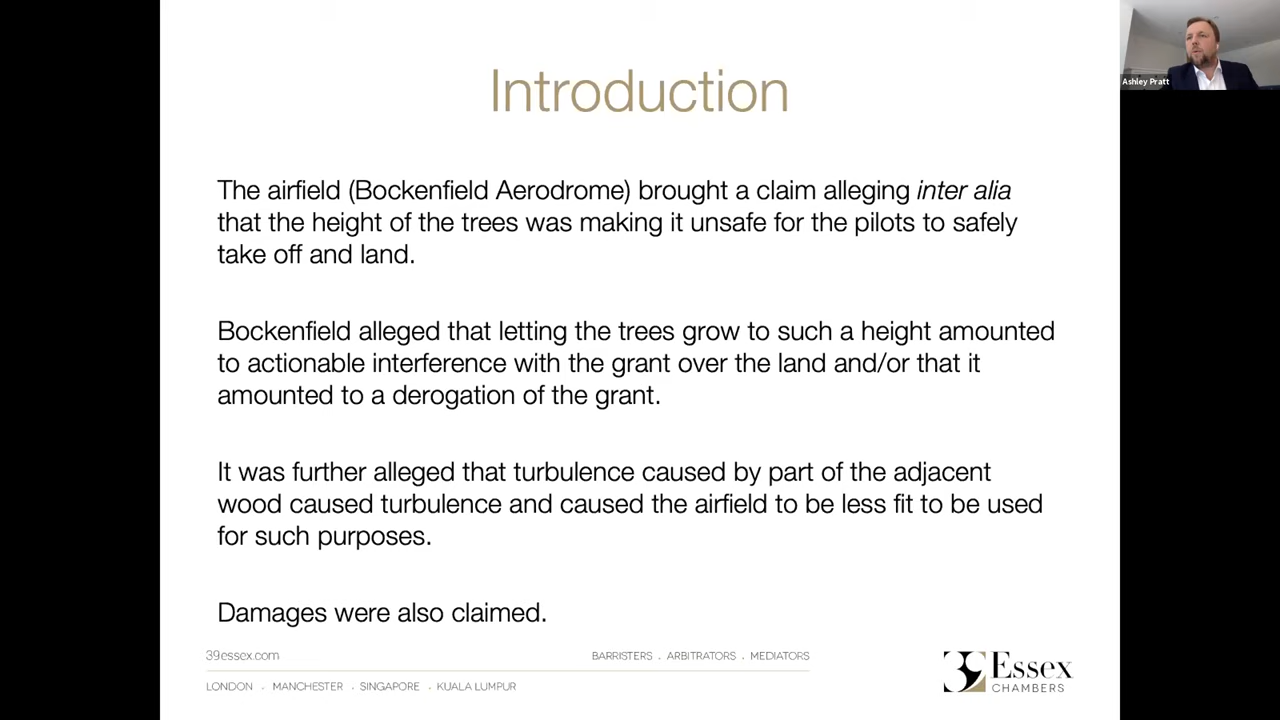 Introduction
Ashley Pratt
The airfield (Bockenfield Aerodrome) brought a claim alleging inter alia
that the height of the trees was making it unsafe for the pilots to safely
take off and land.
Bockenfield alleged that letting the trees grow to such a height amounted
to actionable interference with the grant over the land and/or that it
amounted to a derogation of the grant.
It was further alleged that turbulence caused by part of the adjacent
wood caused turbulence and caused the airfield to be less fit to be used
for such purposes.
Damages were also claimed.
39essex.com
BARRISTERS . ARBITRATORS . MEDIATORS
LONDON . MANCHESTER . SINGAPORE . KUALA LUMPUR
39 Essex
CHAMBERS